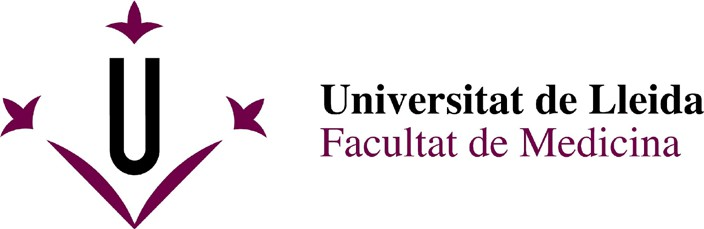 U
Universitat de Lleida
Facultat de Medicina